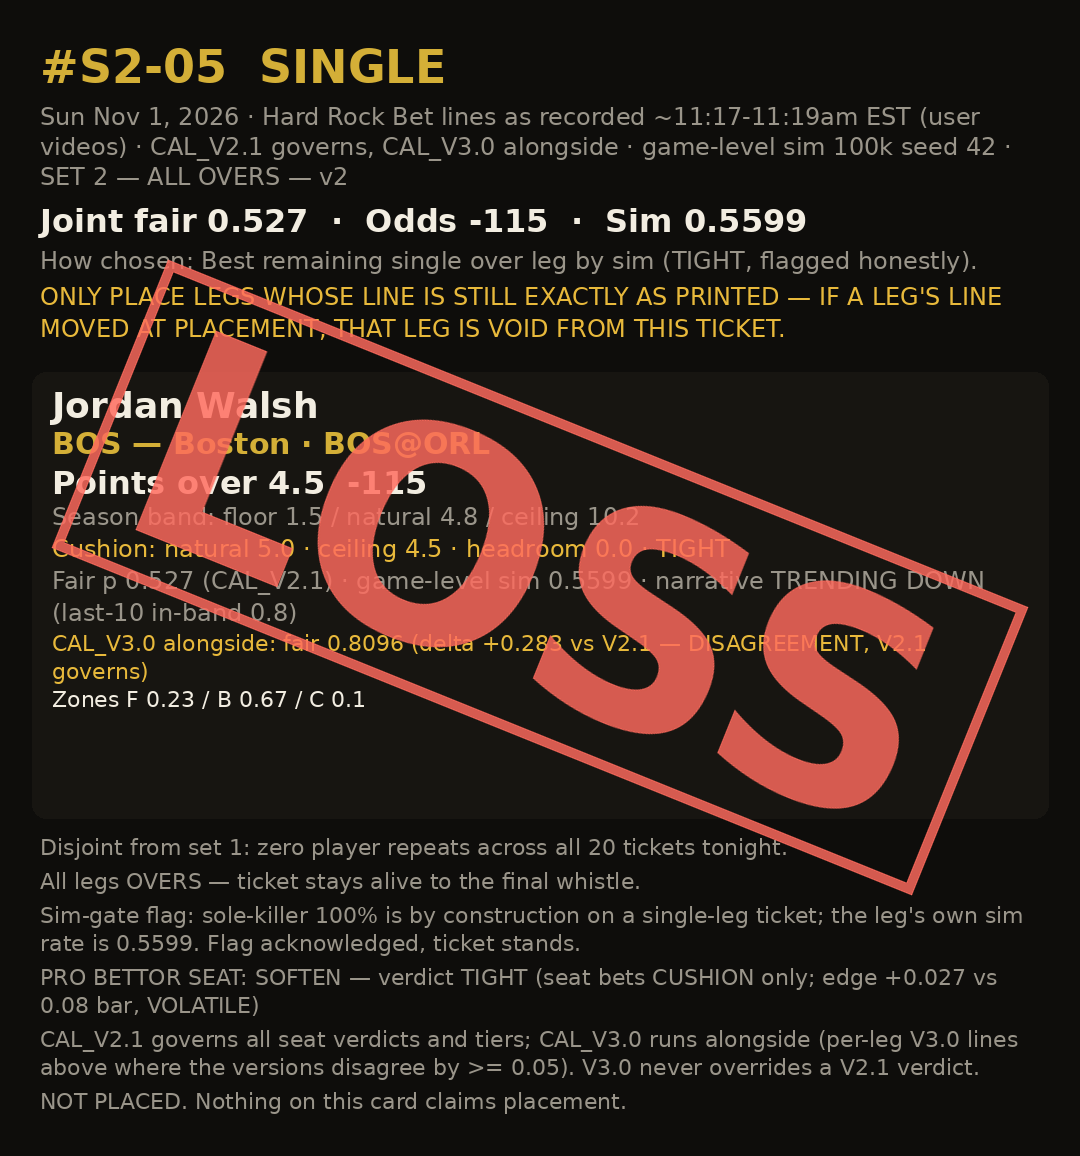 #S2-05 SINGLE
Sun Nov 1, 2026 · Hard Rock Bet lines as recorded ~11:17-11:19am EST (user
videos) · CAL_V2.1 governs, CAL_V3.0 alongside · game-level sim 100k seed 42 ·
SET 2 — ALL OVERS — v2
Joint fair 0.527 · Odds -115 · Sim 0.5599
How chosen: Best remaining single over leg by sim (TIGHT, flagged honestly).
ONLY PLACE LEGS WHOSE LINE IS STILL EXACTLY AS PRINTED — IF A LEG'S LINE
MOVED AT PLACEMENT, THAT LEG IS VOID FROM THIS TICKET.
Jordan Walsh
BOS — Boston · BOS@ORL
Points over 4.5 -115
Season band: floor 1.5 / natural 4.8 / ceiling 10.2
Cushion: natural 5.0 · ceiling 4.5 · headroom 0.0 · TIGHT
Fair p 0.527 (CAL_V2.1) · game-level sim 0.5599 · narrative TRENDING DOWN
(last-10 in-band 0.8)
CAL_V3.0 alongside: fair 0.8096 (delta +0.283 vs V2.1 — DISAGREEMENT, V2.1
governs)
Zones F 0.23 / B 0.67 / C 0.1
LOSS
Disjoint from set 1: zero player repeats across all 20 tickets tonight.
All legs OVERS — ticket stays alive to the final whistle.
Sim-gate flag: sole-killer 100% is by construction on a single-leg ticket; the leg's own sim
rate is 0.5599. Flag acknowledged, ticket stands.
PRO BETTOR SEAT: SOFTEN — verdict TIGHT (seat bets CUSHION only; edge +0.027 vs
0.08 bar, VOLATILE)
CAL_V2.1 governs all seat verdicts and tiers; CAL_V3.0 runs alongside (per-leg V3.0 lines
above where the versions disagree by >= 0.05). V3.0 never overrides a V2.1 verdict.
NOT PLACED. Nothing on this card claims placement.